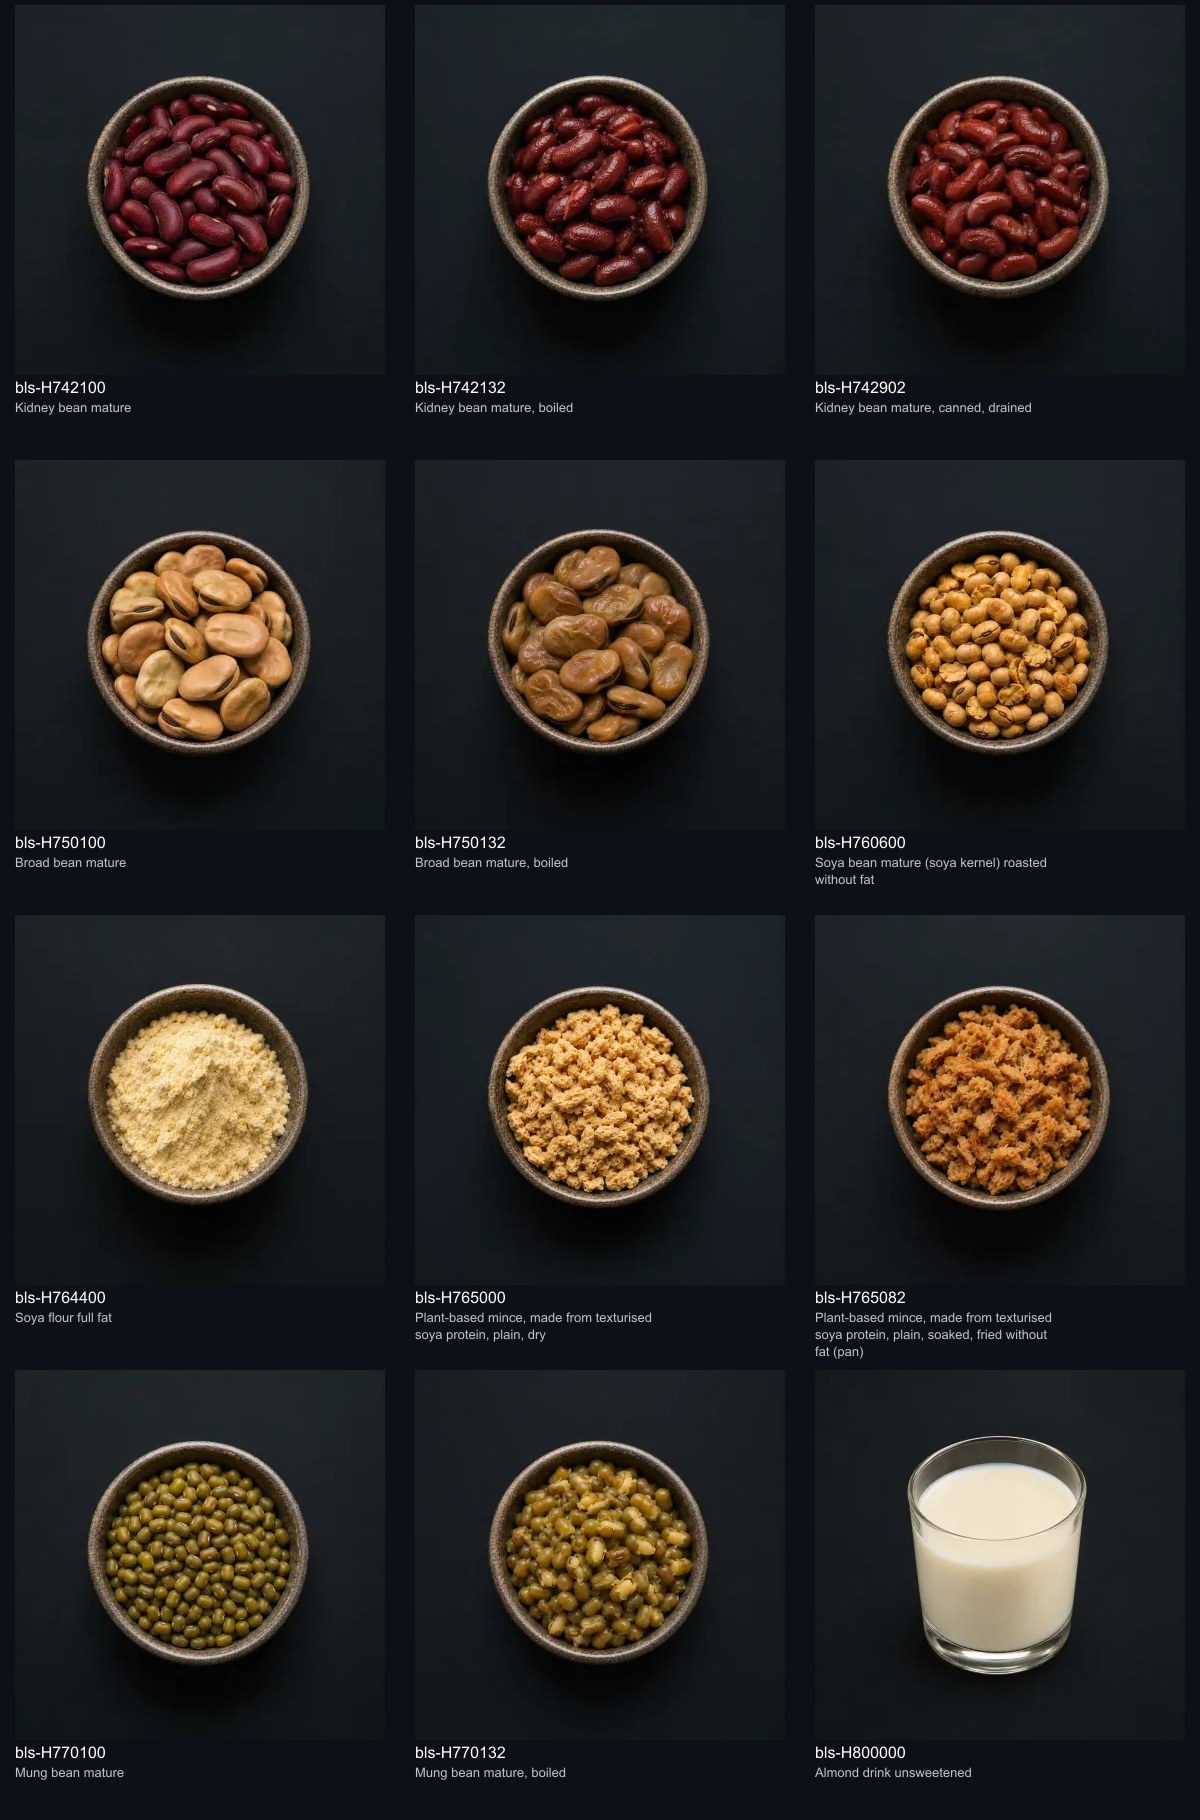 bls-H742100
Kidney bean mature
bls-H742132
Kidney bean mature, boiled
bls-H742902
Kidney bean mature, canned, drained
bls-H750100
Broad bean mature
bls-H750132
Broad bean mature, boiled
bls-H760600
Soya bean mature (soya kernel) roasted
without fat
bls-H764400
Soya flour full fat
bls-H765000
Plant-based mince, made from texturised
soya protein, plain, dry
bls-H765082
Plant-based mince, made from texturised
soya protein, plain, soaked, fried without
fat (pan)
bls-H770100
Mung bean mature
bls-H770132
Mung bean mature, boiled
bls-H800000
Almond drink unsweetened